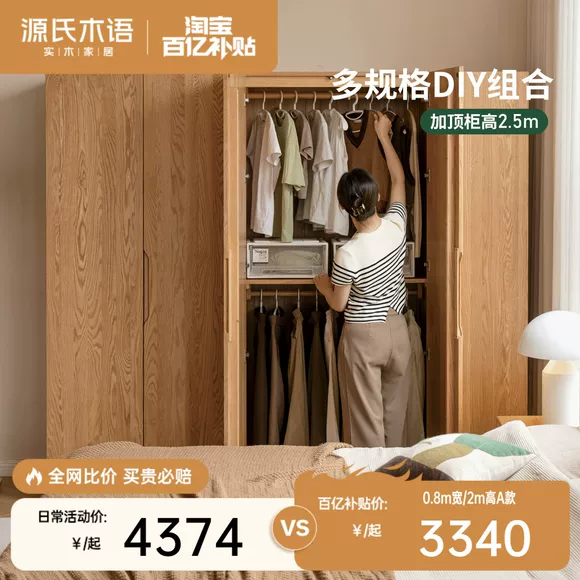 源氏木语
实木家居
淘宝
百亿补贴
多规格DIY组合
加顶柜高2.5m
全网比价 买贵必赔
日常活动价:
¥/起
4374
VS
百亿补贴价:
¥/起
0.8m宽/2m高A款
3340